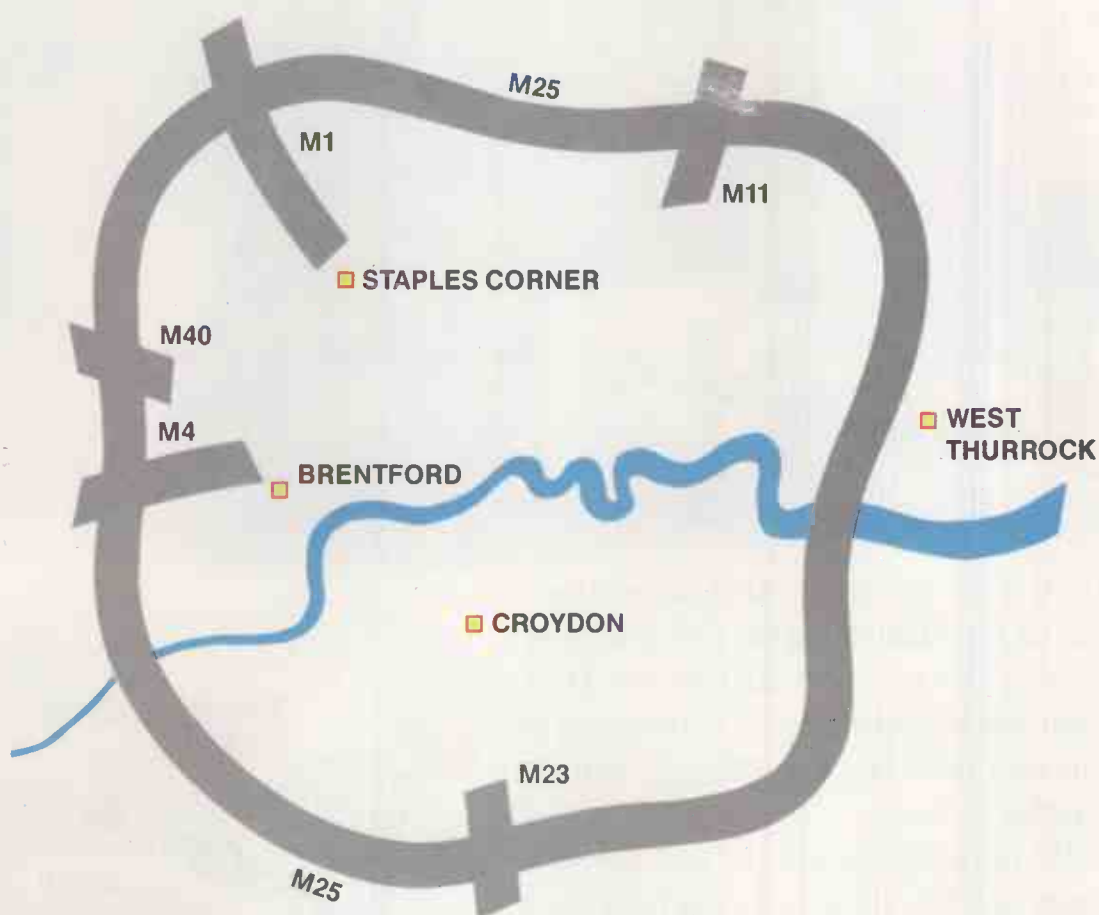 M25
M1
M11
STAPLES CORNER
M40
M4
WEST
THURROCK
BRENTFORD
CROYDON
M23
M25